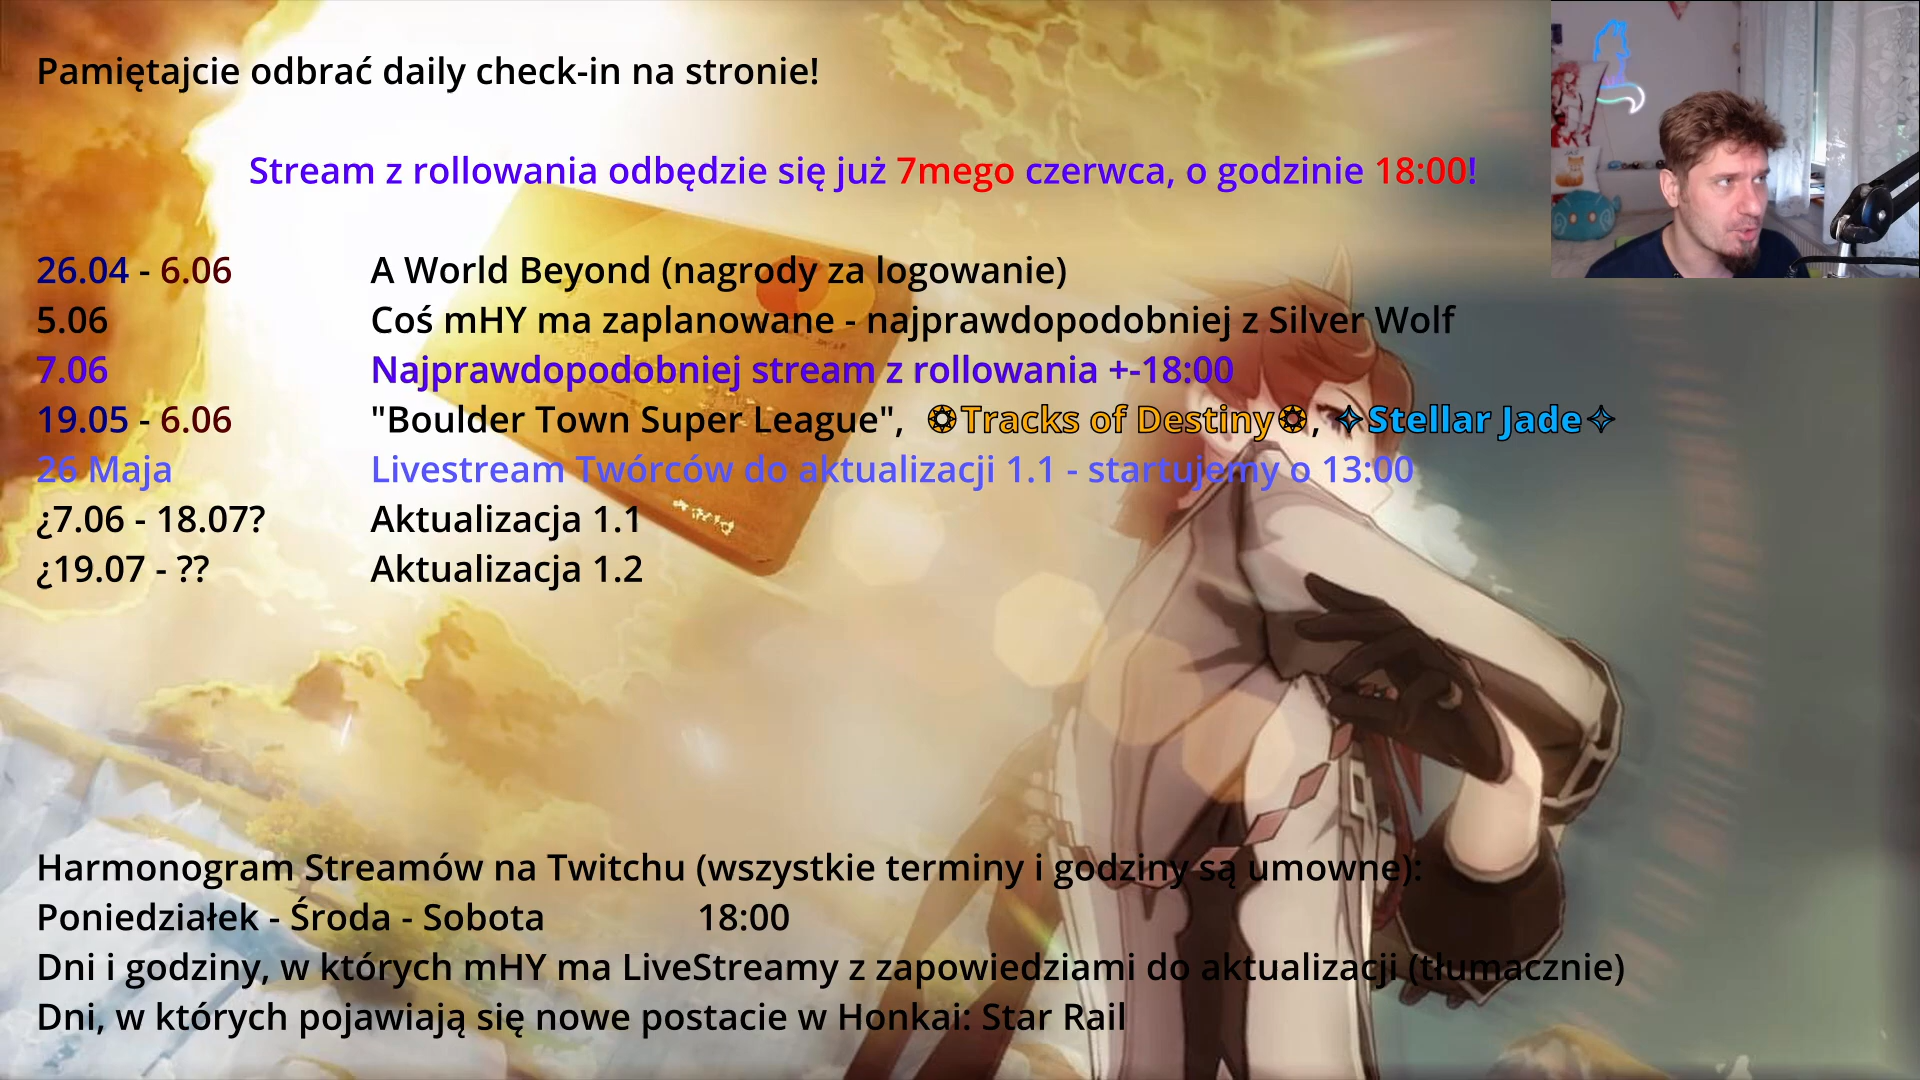 Pamiętajcie odbrać daily check-in na stronie!
Stream z rollowania odbędzie się już 7mego czerwca, o godzinie 18:00!
26.04 - 6.06 A World Beyond (nagrody za logowanie)
5.06 Coś mHY ma zaplanowane - najprawdopodobniej z Silver Wolf
7.06 Najprawdopodobniej stream z rollowania +-18:00
19.05 - 6.06 "Boulder Town Super League", Tracks of Destiny, Stellar Jade
26 Maja Livestream Twórców do aktualizacji 1.1 - startujemy o 13:00
¿7.06 - 18.07? Aktualizacja 1.1
¿19.07 - ?? Aktualizacja 1.2
Harmonogram Streamów na Twitchu (wszystkie terminy i godziny są umowne):
Poniedziałek - Środa - Sobota 18:00
Dni i godziny, w których mHY ma LiveStreamy z zapowiedziami do aktualizacji (tłumacznie)
Dni, w których pojawiają się nowe postacie w Honkai: Star Rail